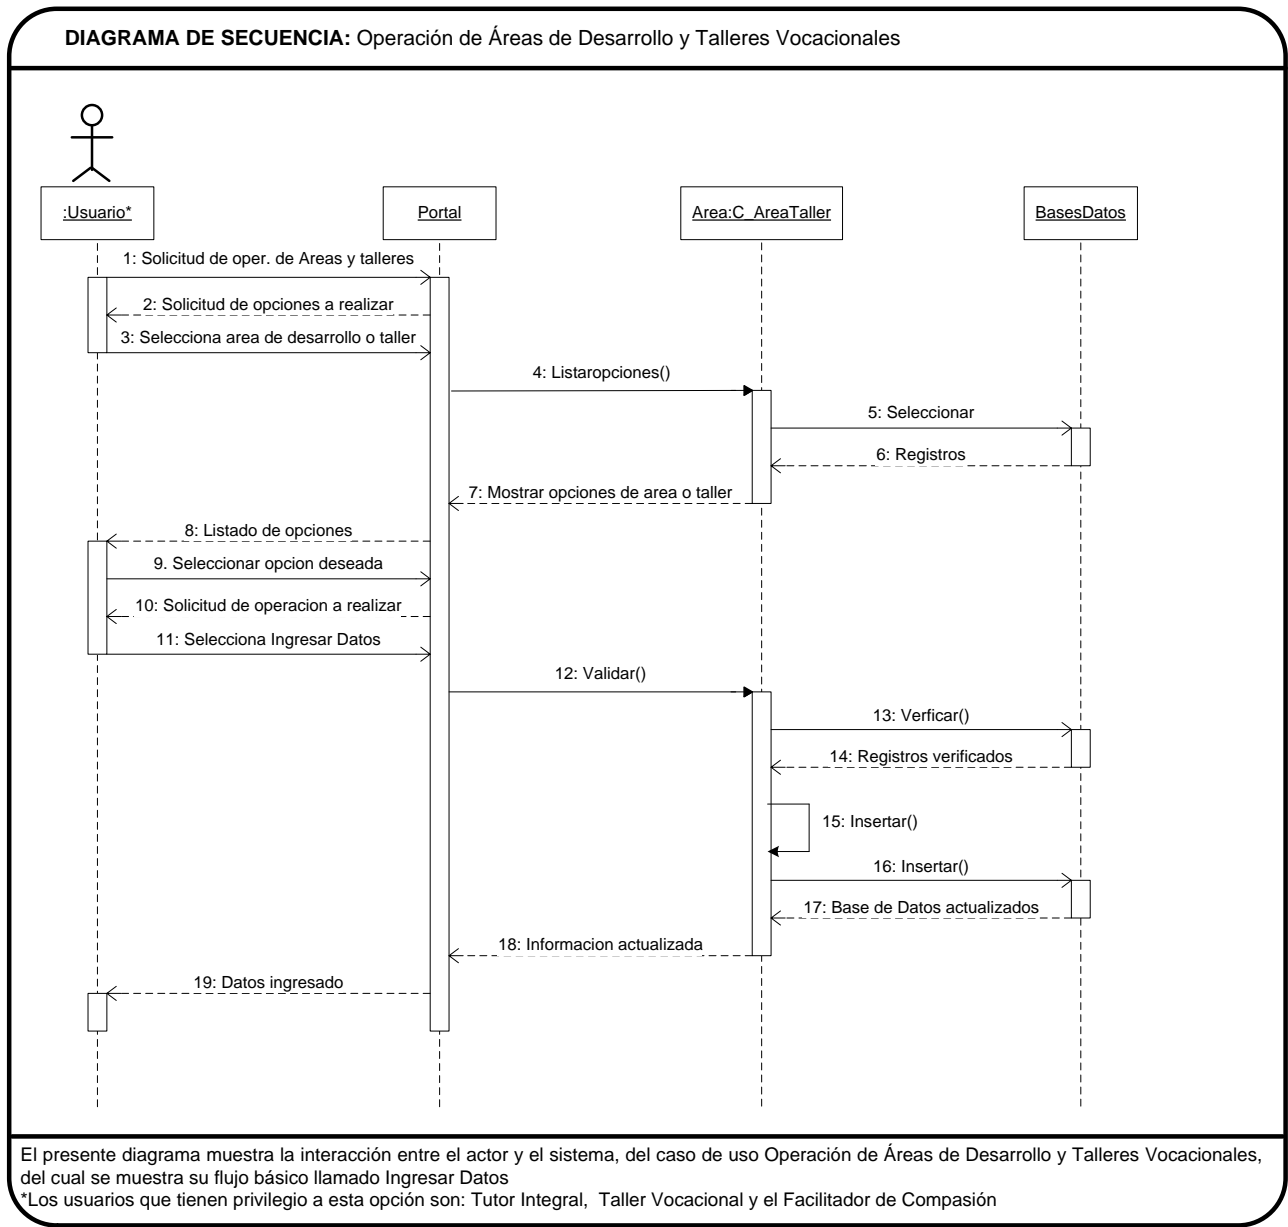 DIAGRAMA DE SECUENCIA: Operación de Áreas de Desarrollo y Talleres Vocacionales
:Usuario*
Portal
Area:C_AreaTaller
BasesDatos
1: Solicitud de oper. de Areas y talleres
2: Solicitud de opciones a realizar
3: Selecciona area de desarrollo o taller
4: Listaropciones()
5: Seleccionar
6: Registros
7: Mostrar opciones de area o taller
8: Listado de opciones
9. Seleccionar opcion deseada
10: Solicitud de operacion a realizar
11: Selecciona Ingresar Datos
12: Validar()
13: Verficar()
14: Registros verificados
15: Insertar()
16: Insertar()
17: Base de Datos actualizados
18: Informacion actualizada
19: Datos ingresado
El presente diagrama muestra la interacción entre el actor y el sistema, del caso de uso Operación de Áreas de Desarrollo y Talleres Vocacionales,
del cual se muestra su flujo básico llamado Ingresar Datos
*Los usuarios que tienen privilegio a esta opción son: Tutor Integral, Taller Vocacional y el Facilitador de Compasión